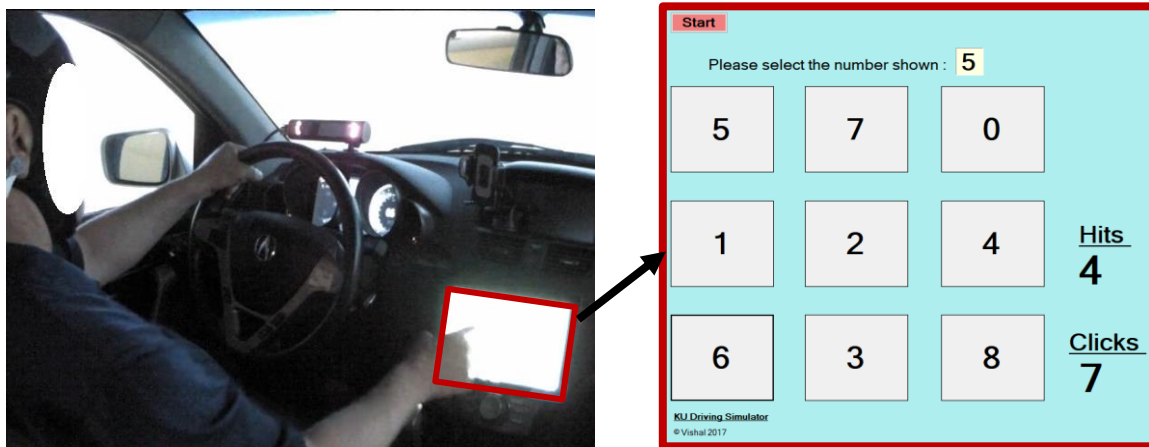 Start
Please select the number shown : 5
5 7 0
1 2 4
Hits
4
6 3 8
Clicks
7
KU Driving Simulator
© Vishal 2017